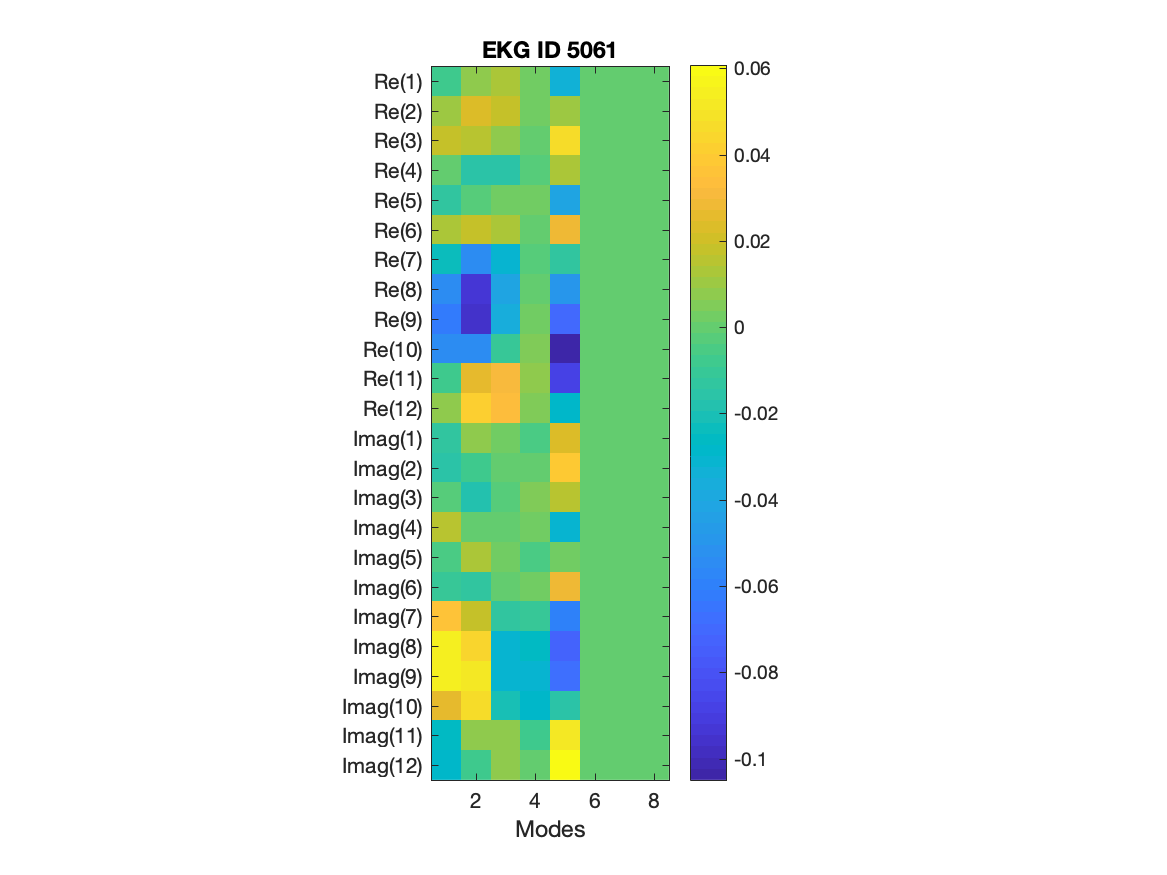 EKG ID 5061
Re(1)
Re(2)
Re(3)
Re(4)
Re(5)
Re(6)
Re(7)
Re(8)
Re(9)
Re(10)
Re(11)
Re(12)
Imag(1)
Imag(2)
Imag(3)
Imag(4)
Imag(5)
Imag(6)
Imag(7)
Imag(8)
Imag(9)
Imag(10)
Imag(11)
Imag(12)
2 4 6 8
Modes
0.06
0.04
0.02
0
-0.02
-0.04
-0.06
-0.08
-0.1